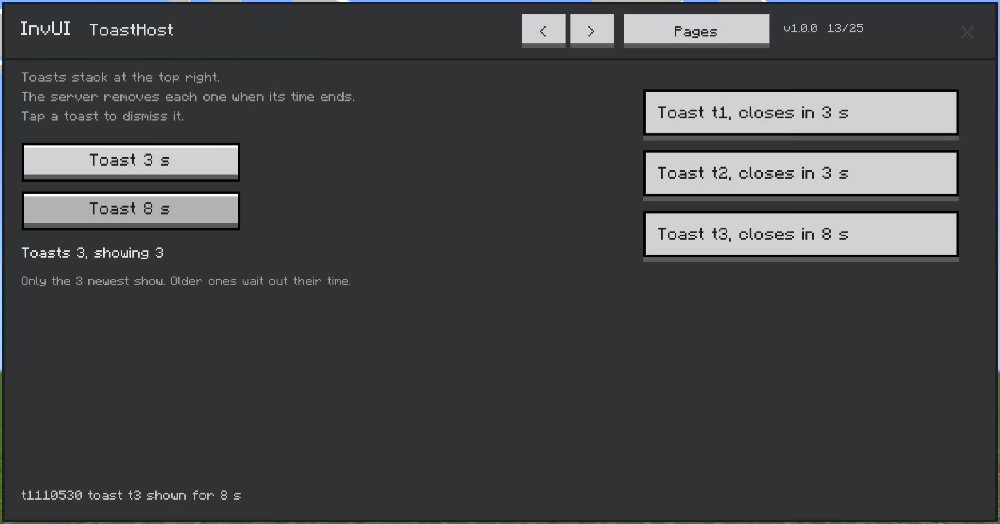 InvUI ToastHost < > Pages v1.0.0 13/25 ×
Toasts stack at the top right.
The server removes each one when its time ends.
Tap a toast to dismiss it.
Toast 3 s
Toast 8 s
Toasts 3, showing 3
Only the 3 newest show. Older ones wait out their time.
Toast t1, closes in 3 s
Toast t2, closes in 3 s
Toast t3, closes in 8 s
t1110530 toast t3 shown for 8 s